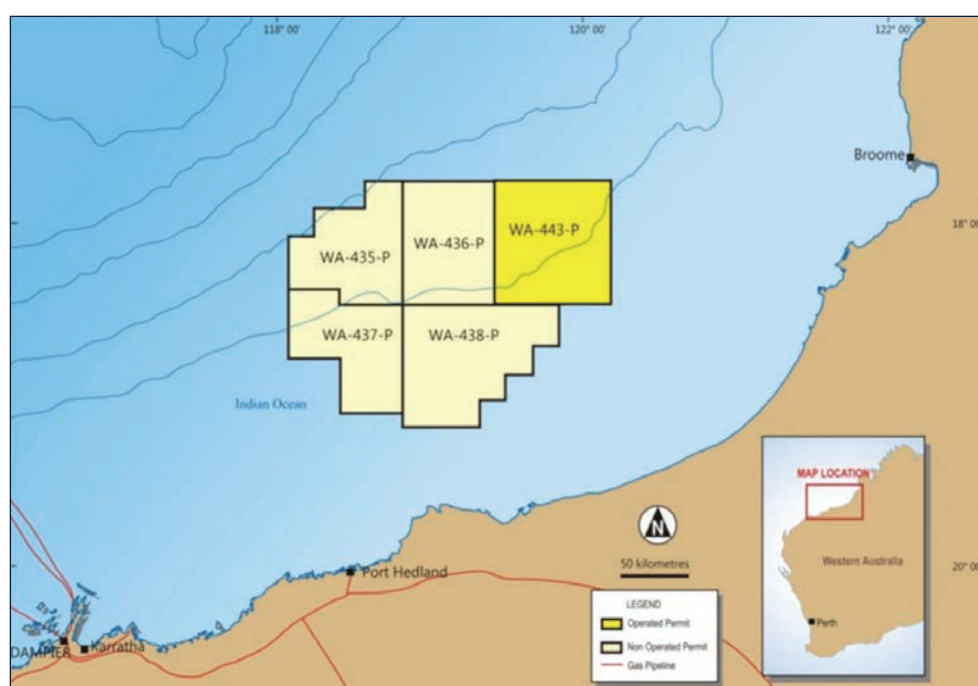 118° 00'
120° 00'
122° 00'
Broome
18° 00'
WA-435-P
WA-436-P
WA-443-P
WA-437-P
WA-438-P
Indian Ocean
MAP LOCATION
Western Australia
Perth
N
50 kilometres
20° 00'
Port Hedland
LEGEND
Operated Permit
Non Operated Permit
Gas Pipeline
DAMPIER
Karratha